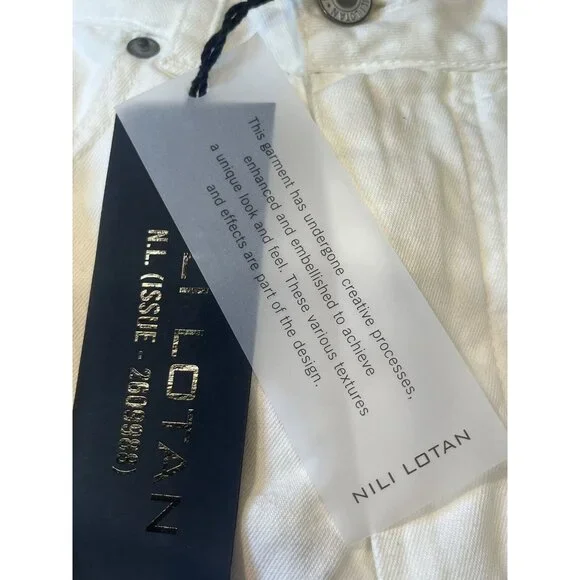 This garment has undergone creative processes,
enhanced and embellished to achieve
a unique look and feel. These various textures
and effects are part of the design.
NILI LOTAN
LOTAN
N.L. (ISSUE - 2609988)